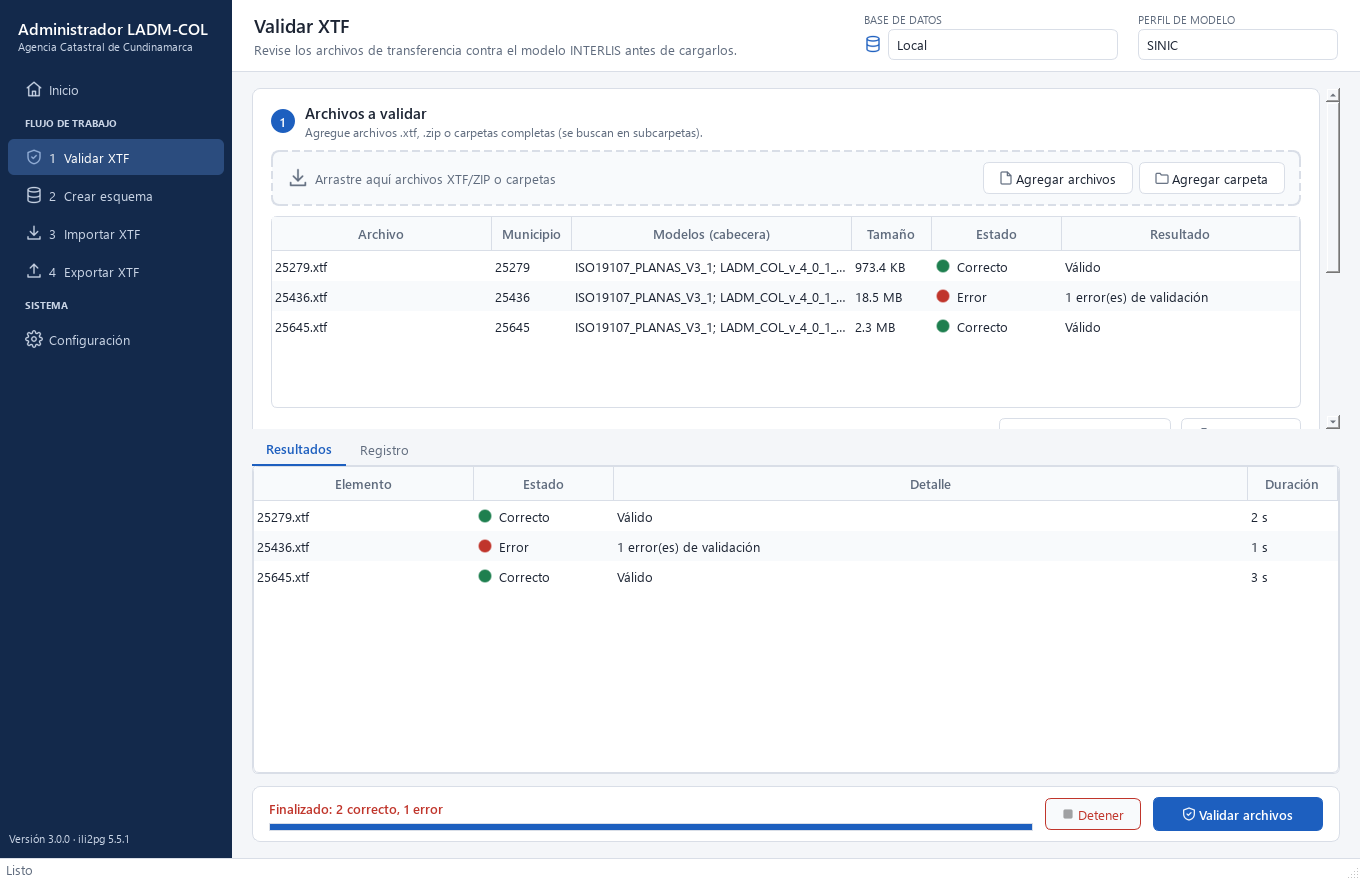 Administrador LADM-COL
Agencia Catastral de Cundinamarca
Inicio
FLUJO DE TRABAJO
1 Validar XTF
2 Crear esquema
3 Importar XTF
4 Exportar XTF
SISTEMA
Configuración
Versión 3.0.0 · ili2pg 5.5.1
Listo
Validar XTF
Revise los archivos de transferencia contra el modelo INTERLIS antes de cargarlos.
BASE DE DATOS
Local
PERFIL DE MODELO
SINIC
1
Archivos a validar
Agregue archivos .xtf, .zip o carpetas completas (se buscan en subcarpetas).
Arrastre aquí archivos XTF/ZIP o carpetas
Agregar archivos
Agregar carpeta
Archivo Municipio Modelos (cabecera) Tamaño Estado Resultado
25279.xtf 25279 ISO19107_PLANAS_V3_1; LADM_COL_v_4_0_1_... 973.4 KB Correcto Válido
25436.xtf 25436 ISO19107_PLANAS_V3_1; LADM_COL_v_4_0_1_... 18.5 MB Error 1 error(es) de validación
25645.xtf 25645 ISO19107_PLANAS_V3_1; LADM_COL_v_4_0_1_... 2.3 MB Correcto Válido
Resultados Registro
Elemento Estado Detalle Duración
25279.xtf Correcto Válido 2 s
25436.xtf Error 1 error(es) de validación 1 s
25645.xtf Correcto Válido 3 s
Finalizado: 2 correcto, 1 error
Detener
Validar archivos